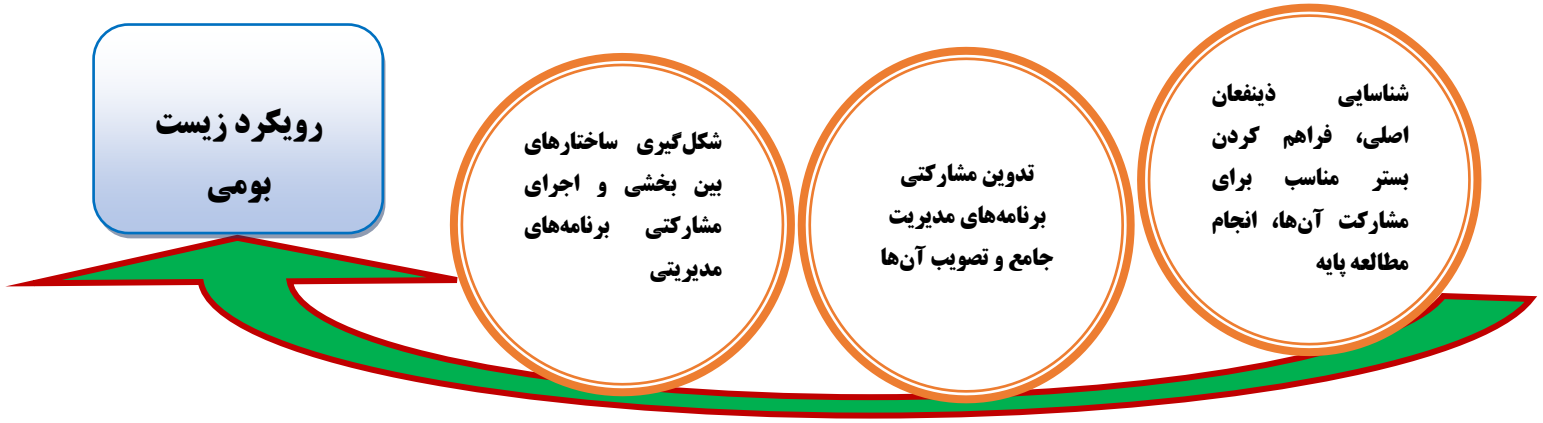 شناسایی ذینفعان
اصلی، فراهم کردن
بستر مناسب برای
مشارکت آن‌ها، انجام
مطالعه پایه
تدوین مشارکتی
برنامه‌های مدیریت
جامع و تصویب آن‌ها
شکل‌گیری ساختارهای
بین بخشی و اجرای
مشارکتی برنامه‌های
مدیریتی
رویکرد زیست
بومی